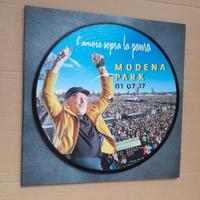 l'amore sopra la paura
MODENA
PARK
01 07 17